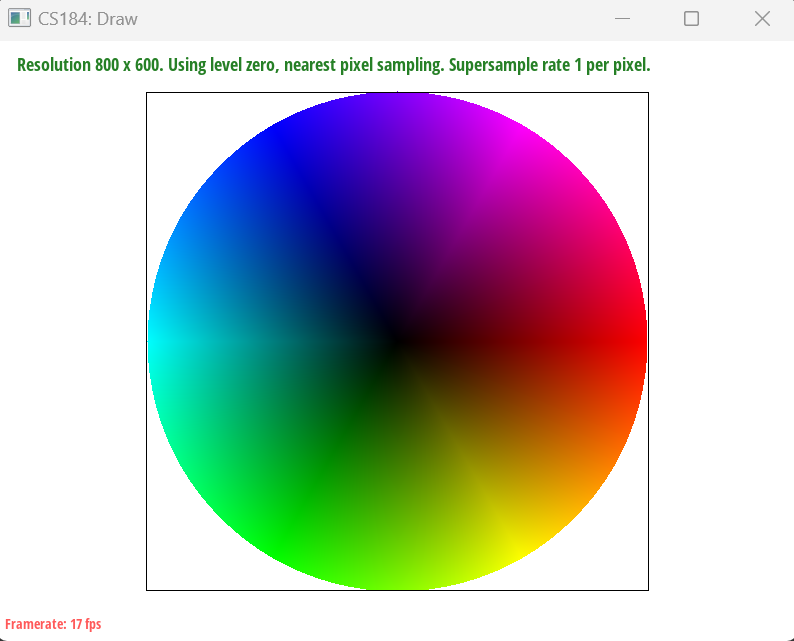 CS184: Draw
Resolution 800 x 600. Using level zero, nearest pixel sampling. Supersample rate 1 per pixel.
Framerate: 17 fps